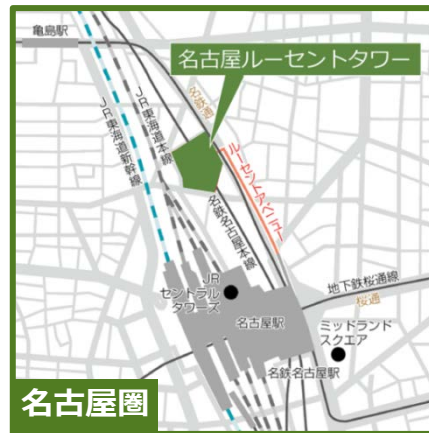 亀島駅
名古屋ルーセントタワー
名鉄通
JR東海道本線
JR東海道新幹線
ルーセントアベニュー
名鉄名古屋本線
JR
セントラル
タワーズ
地下鉄桜通線
桜通
名古屋駅
ミッドランド
スクエア
名鉄名古屋駅
名古屋圏